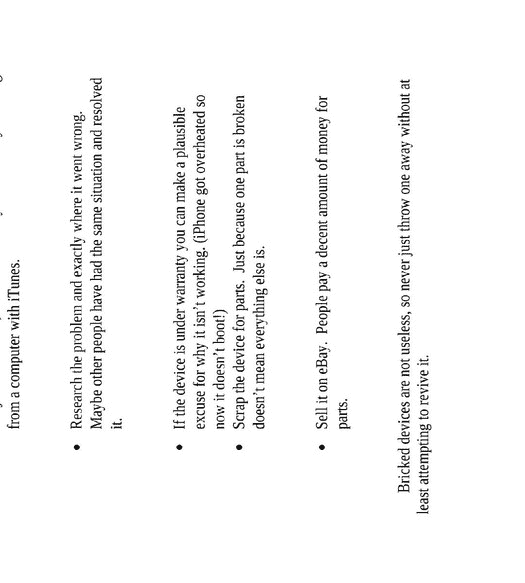 from a computer with iTunes.
• Research the problem and exactly where it went wrong.
Maybe other people have had the same situation and resolved
it.
• If the device is under warranty you can make a plausible
excuse for why it isn't working. (iPhone got overheated so
now it doesn't boot!)
• Scrap the device for parts.  Just because one part is broken
doesn't mean everything else is.
• Sell it on eBay.  People pay a decent amount of money for
parts.
Bricked devices are not useless, so never just throw one away without at
least attempting to revive it.